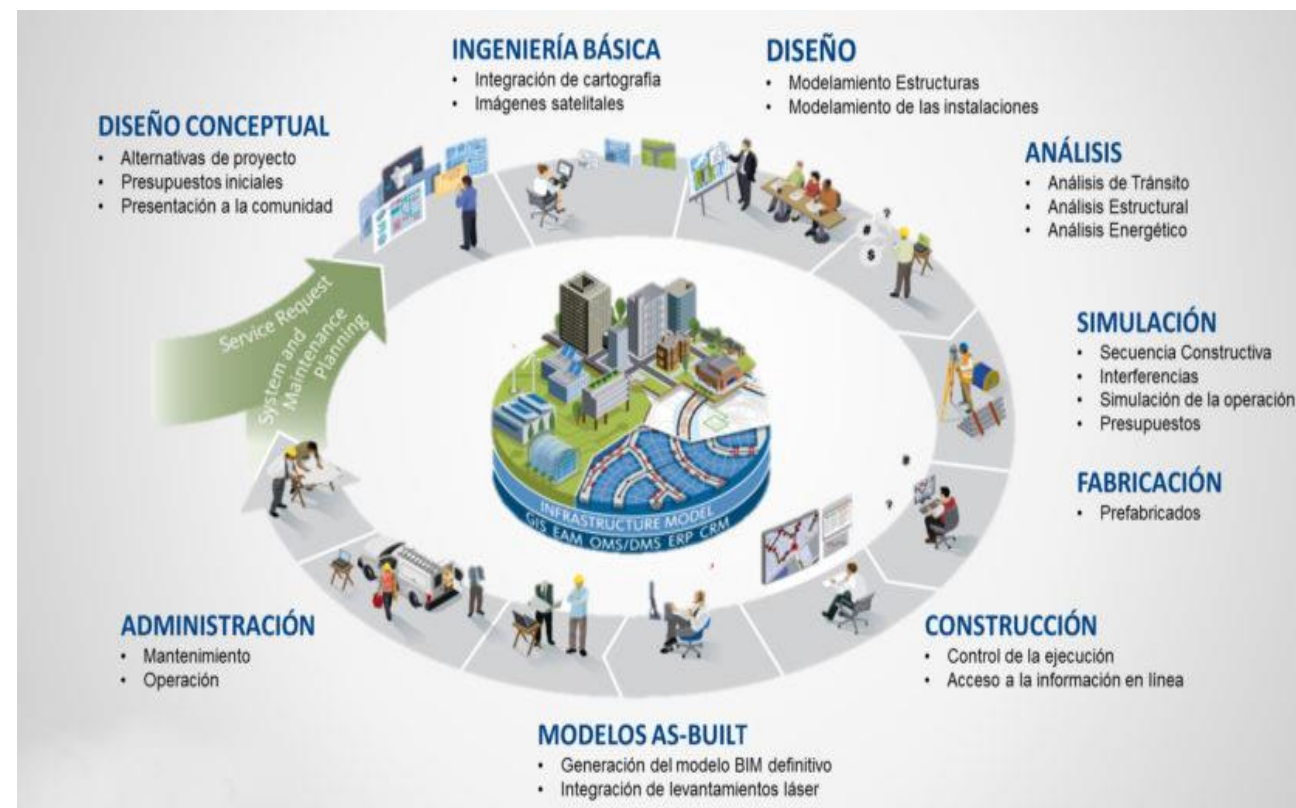 INGENIERÍA BÁSICA
• Integración de cartografía
• Imágenes satelitales
DISEÑO
• Modelamiento Estructuras
• Modelamiento de las instalaciones
DISEÑO CONCEPTUAL
• Alternativas de proyecto
• Presupuestos iniciales
• Presentación a la comunidad
ANÁLISIS
• Análisis de Tránsito
• Análisis Estructural
• Análisis Energético
Service Request
System and
Maintenance
Planning
SIMULACIÓN
• Secuencia Constructiva
• Interferencias
• Simulación de la operación
• Presupuestos
FABRICACIÓN
• Prefabricados
INFRASTRUCTURE MODEL
GIS EAM OMS/DMS ERP CRM
ADMINISTRACIÓN
• Mantenimiento
• Operación
CONSTRUCCIÓN
• Control de la ejecución
• Acceso a la información en línea
MODELOS AS-BUILT
• Generación del modelo BIM definitivo
• Integración de levantamientos láser